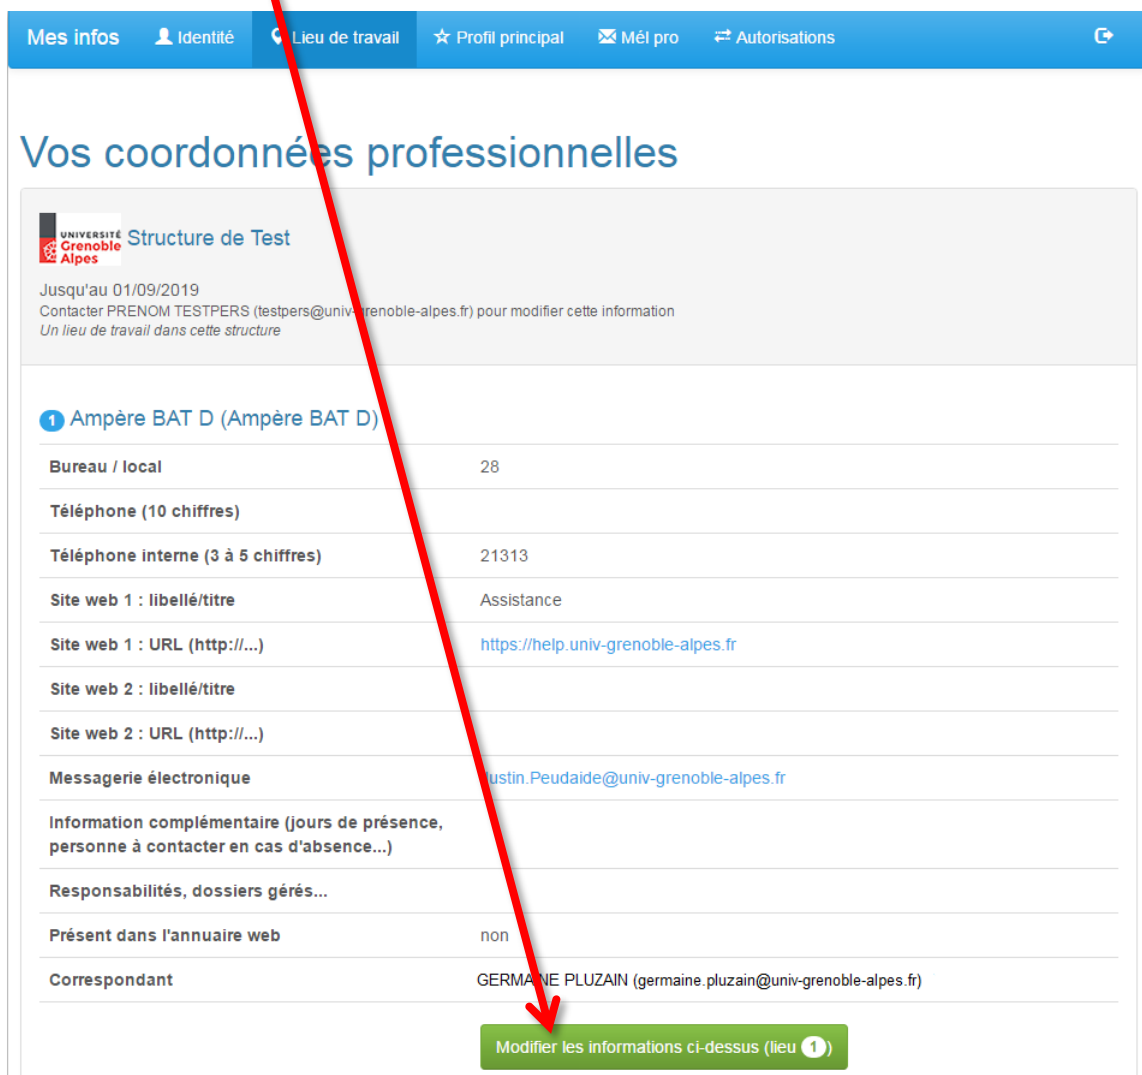 Mes infos Identité Lieu de travail Profil principal Mél pro Autorisations
Vos coordonnées professionnelles
UNIVERSITÉ
Grenoble
Alpes
Structure de Test
Jusqu'au 01/09/2019
Contacter PRENOM TESTPERS (testpers@univ-grenoble-alpes.fr) pour modifier cette information
Un lieu de travail dans cette structure
1 Ampère BAT D (Ampère BAT D)
Bureau / local 28
Téléphone (10 chiffres)
Téléphone interne (3 à 5 chiffres) 21313
Site web 1 : libellé/titre Assistance
Site web 1 : URL (http://...) https://help.univ-grenoble-alpes.fr
Site web 2 : libellé/titre
Site web 2 : URL (http://...)
Messagerie électronique Justin.Peudaide@univ-grenoble-alpes.fr
Information complémentaire (jours de présence,
personne à contacter en cas d'absence...)
Responsabilités, dossiers gérés...
Présent dans l'annuaire web non
Correspondant GERMAINE PLUZAIN (germaine.pluzain@univ-grenoble-alpes.fr)
Modifier les informations ci-dessus (lieu 1)